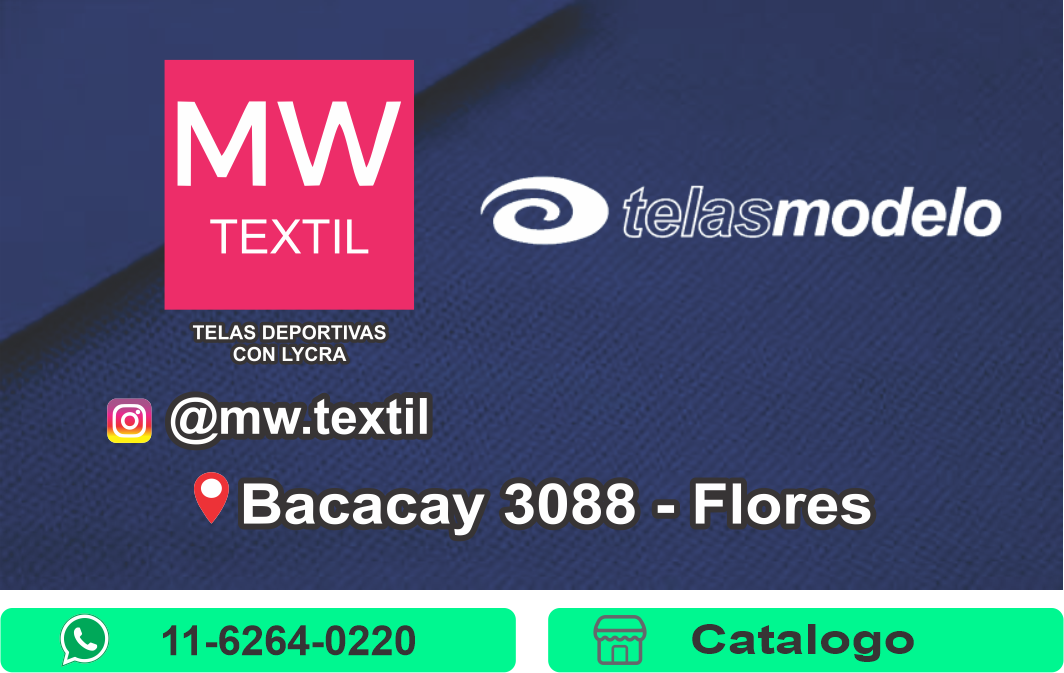 MW
TEXTIL
telasmodelo
TELAS DEPORTIVAS
CON LYCRA
@mw.textil
Bacacay 3088 - Flores
11-6264-0220
Catalogo